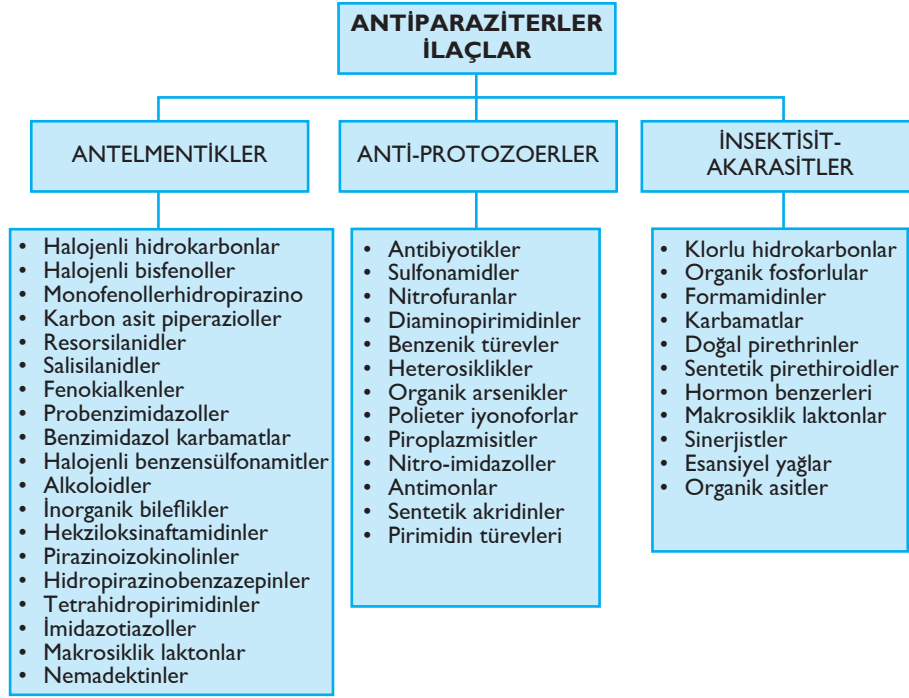 ANTİPARAZİTERLER
İLAÇLAR
ANTELMENTİKLER
• Halojenli hidrokarbonlar
• Halojenli bisfenoller
• Monofenollerhidropirazino
• Karbon asit piperazioller
• Resorsilanidler
• Salisilanidler
• Fenokialkenler
• Probenzimidazoller
• Benzimidazol karbamatlar
• Halojenli benzensülfonamitler
• Alkoloidler
• İnorganik bileflikler
• Hekziloksinaftamidinler
• Pirazinoizokinolinler
• Hidropirazinobenzazepinler
• Tetrahidropirimidinler
• İmidazotiazoller
• Makrosiklik laktonlar
• Nemadektinler
ANTİ-PROTOZOERLER
• Antibiyotikler
• Sulfonamidler
• Nitrofuranlar
• Diaminopirimidinler
• Benzenik türevler
• Heterosiklikler
• Organik arsenikler
• Polieter iyonoforlar
• Piroplazmisitler
• Nitro-imidazoller
• Antimonlar
• Sentetik akridinler
• Pirimidin türevleri
İNSEKTİSİT-
AKARASİTLER
• Klorlu hidrokarbonlar
• Organik fosforlular
• Formamidinler
• Karbamatlar
• Doğal pirethrinler
• Sentetik pirethiroidler
• Hormon benzerleri
• Makrosiklik laktonlar
• Sinerjistler
• Esansiyel yağlar
• Organik asitler